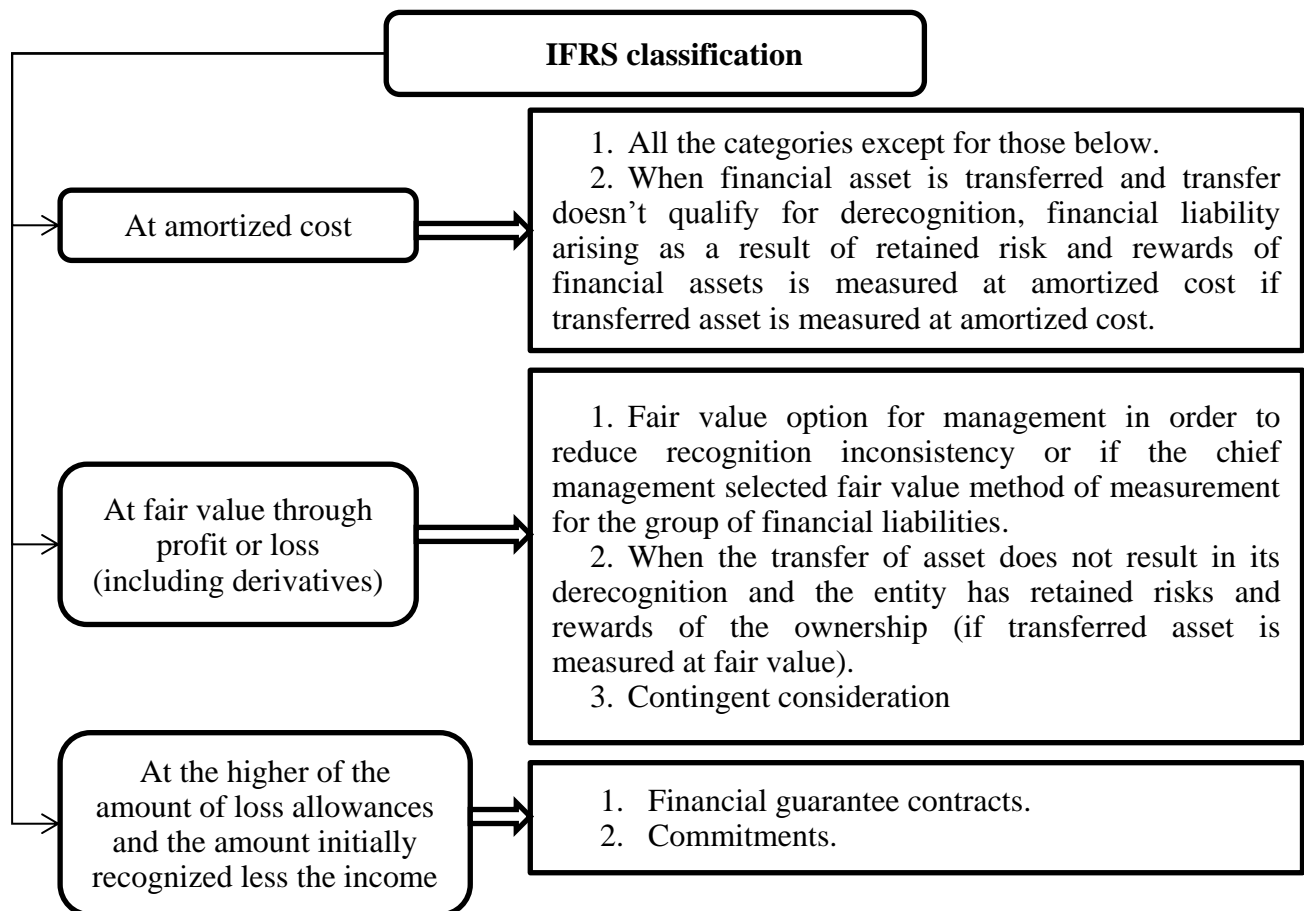 IFRS classification
At amortized cost
1. All the categories except for those below.
2. When financial asset is transferred and transfer
doesn’t qualify for derecognition, financial liability
arising as a result of retained risk and rewards of
financial assets is measured at amortized cost if
transferred asset is measured at amortized cost.
At fair value through
profit or loss
(including derivatives)
1. Fair value option for management in order to
reduce recognition inconsistency or if the chief
management selected fair value method of measurement
for the group of financial liabilities.
2. When the transfer of asset does not result in its
derecognition and the entity has retained risks and
rewards of the ownership (if transferred asset is
measured at fair value).
3. Contingent consideration
At the higher of the
amount of loss allowances
and the amount initially
recognized less the income
1. Financial guarantee contracts.
2. Commitments.